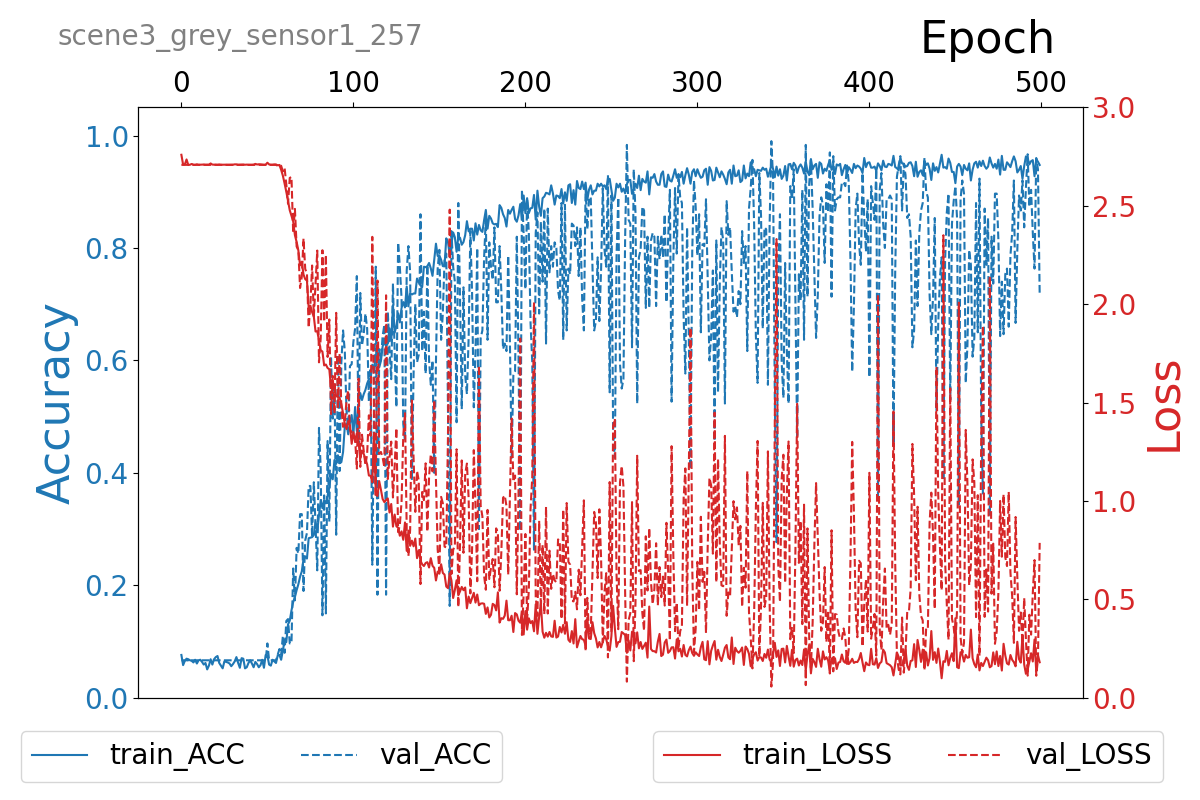 scene3_grey_sensor1_257
Epoch
0 100 200 300 400 500
1.0 0.8 0.6 0.4 0.2 0.0
Accuracy
3.0 2.5 2.0 1.5 1.0 0.5 0.0
Loss
train_ACC val_ACC
train_LOSS val_LOSS